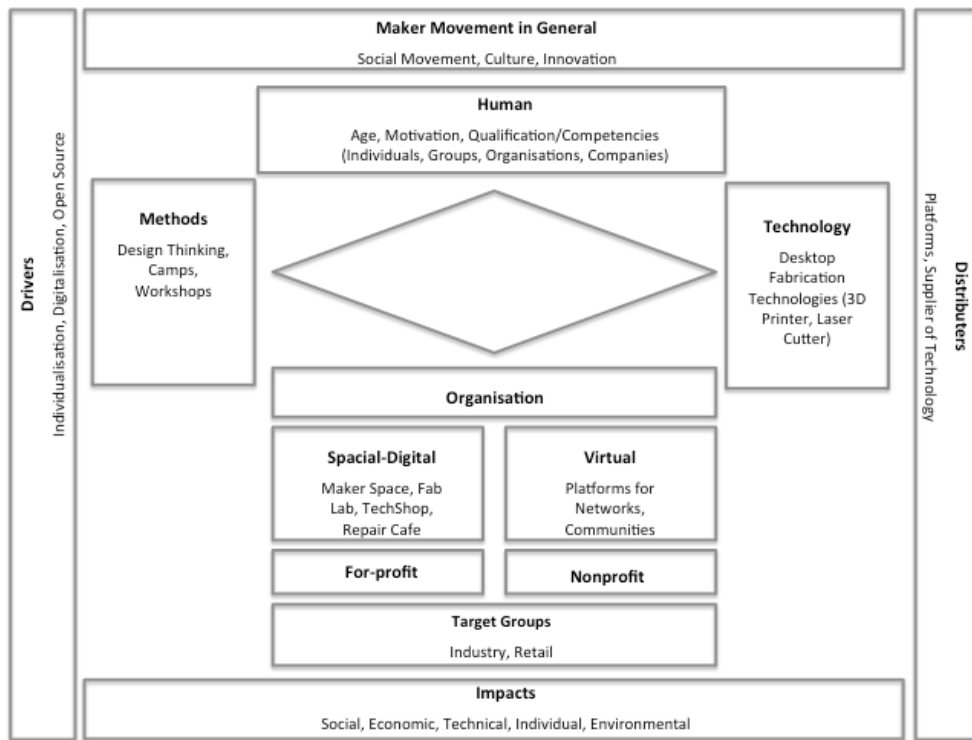 Maker Movement in General
Social Movement, Culture, Innovation
Drivers
Individualisation, Digitalisation, Open Source
Human
Age, Motivation, Qualification/Competencies
(Individuals, Groups, Organisations, Companies)
Methods
Design Thinking,
Camps,
Workshops
Technology
Desktop
Fabrication
Technologies (3D
Printer, Laser
Cutter)
Distributers
Platforms, Supplier of Technology
Organisation
Spacial-Digital
Maker Space, Fab
Lab, TechShop,
Repair Cafe
Virtual
Platforms for
Networks,
Communities
For-profit
Nonprofit
Target Groups
Industry, Retail
Impacts
Social, Economic, Technical, Individual, Environmental